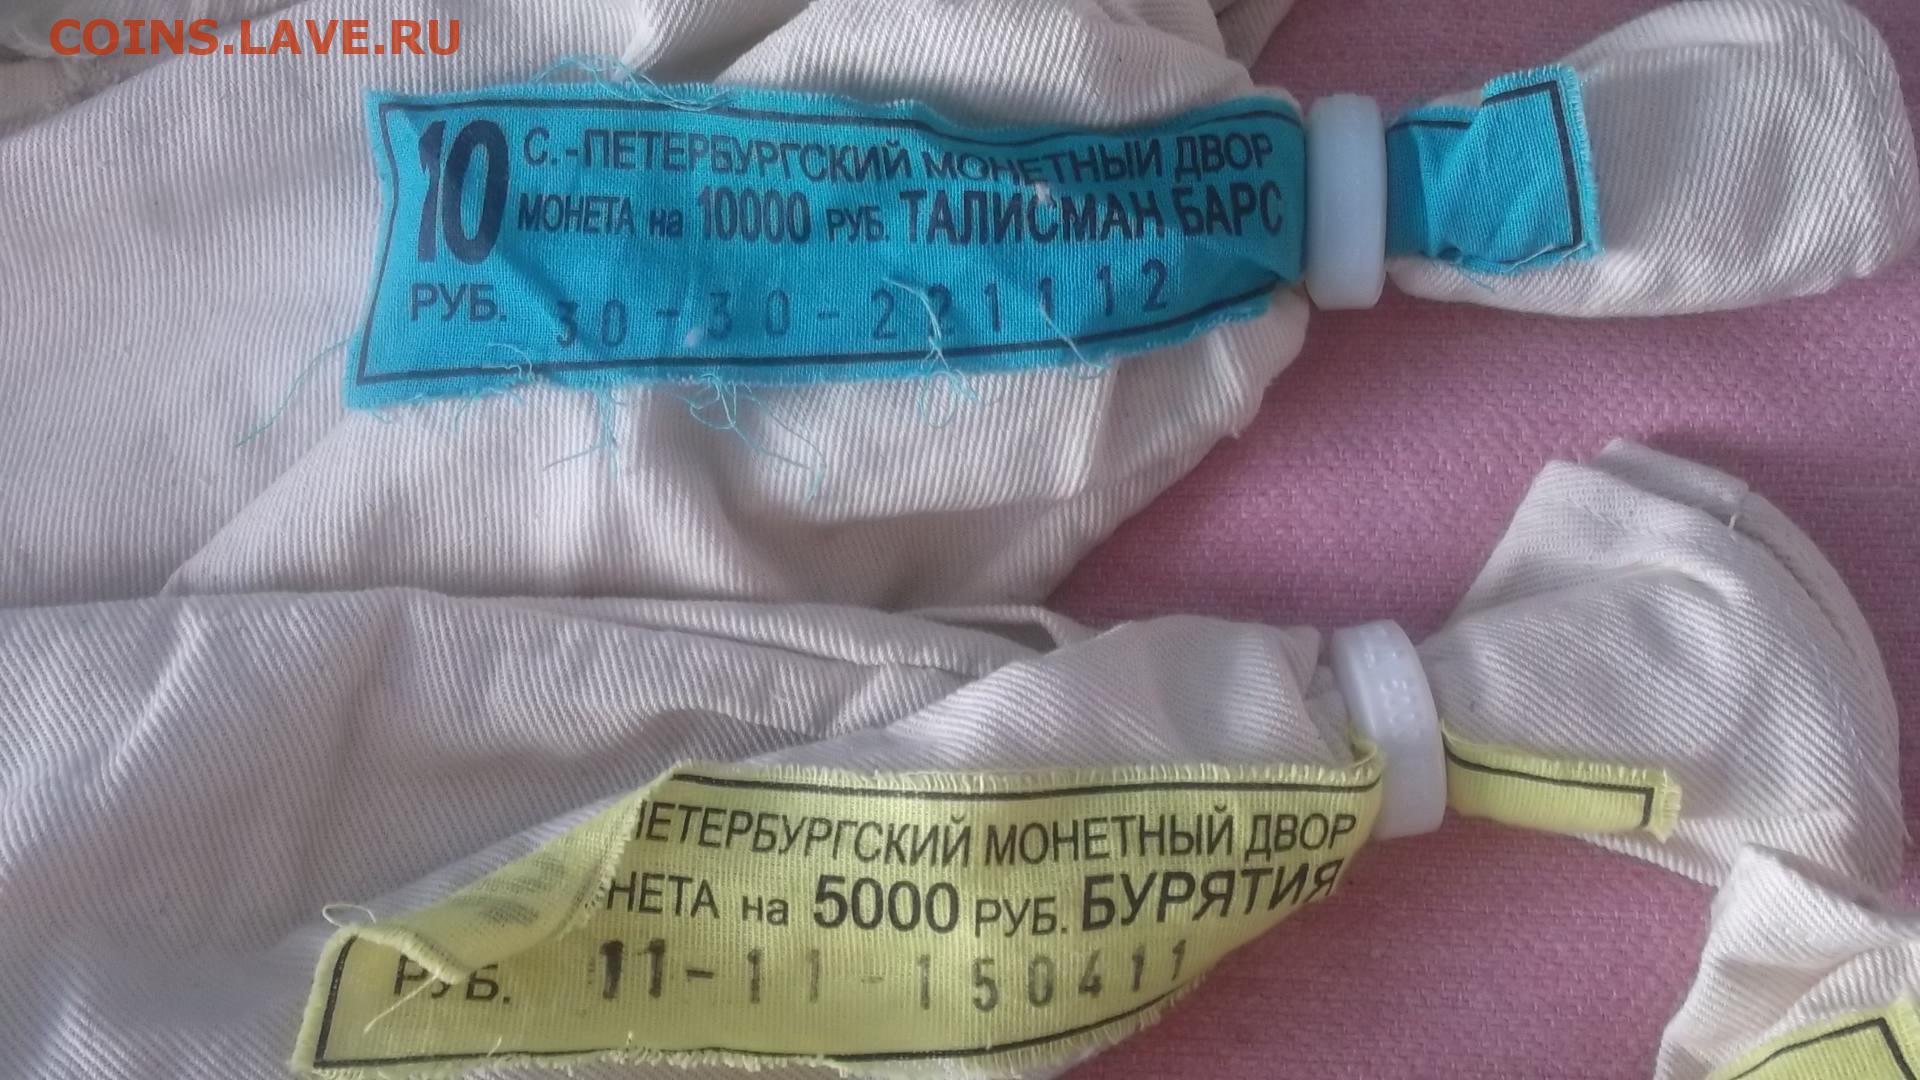 COINS.LAVE.RU
10 С.-ПЕТЕРБУРГСКИЙ МОНЕТНЫЙ ДВОР
МОНЕТА на 10000 РУБ. ТАЛИСМАН БАРС
РУБ. 30-30-221112
ПЕТЕРБУРГСКИЙ МОНЕТНЫЙ ДВОР
НЕТА на 5000 РУБ. БУРЯТИЯ
РУБ. 11-11-150411